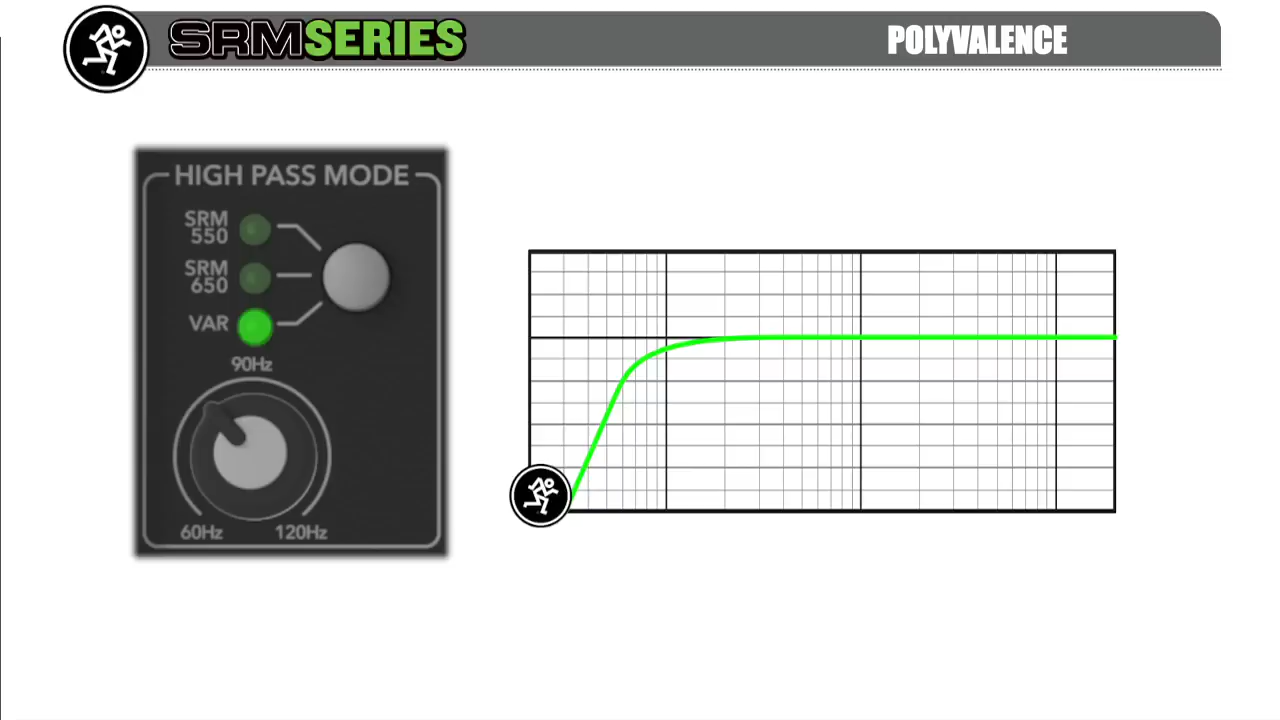 SRMSERIES
POLYVALENCE
HIGH PASS MODE
SRM
550
SRM
650
VAR
90Hz
60Hz
120Hz